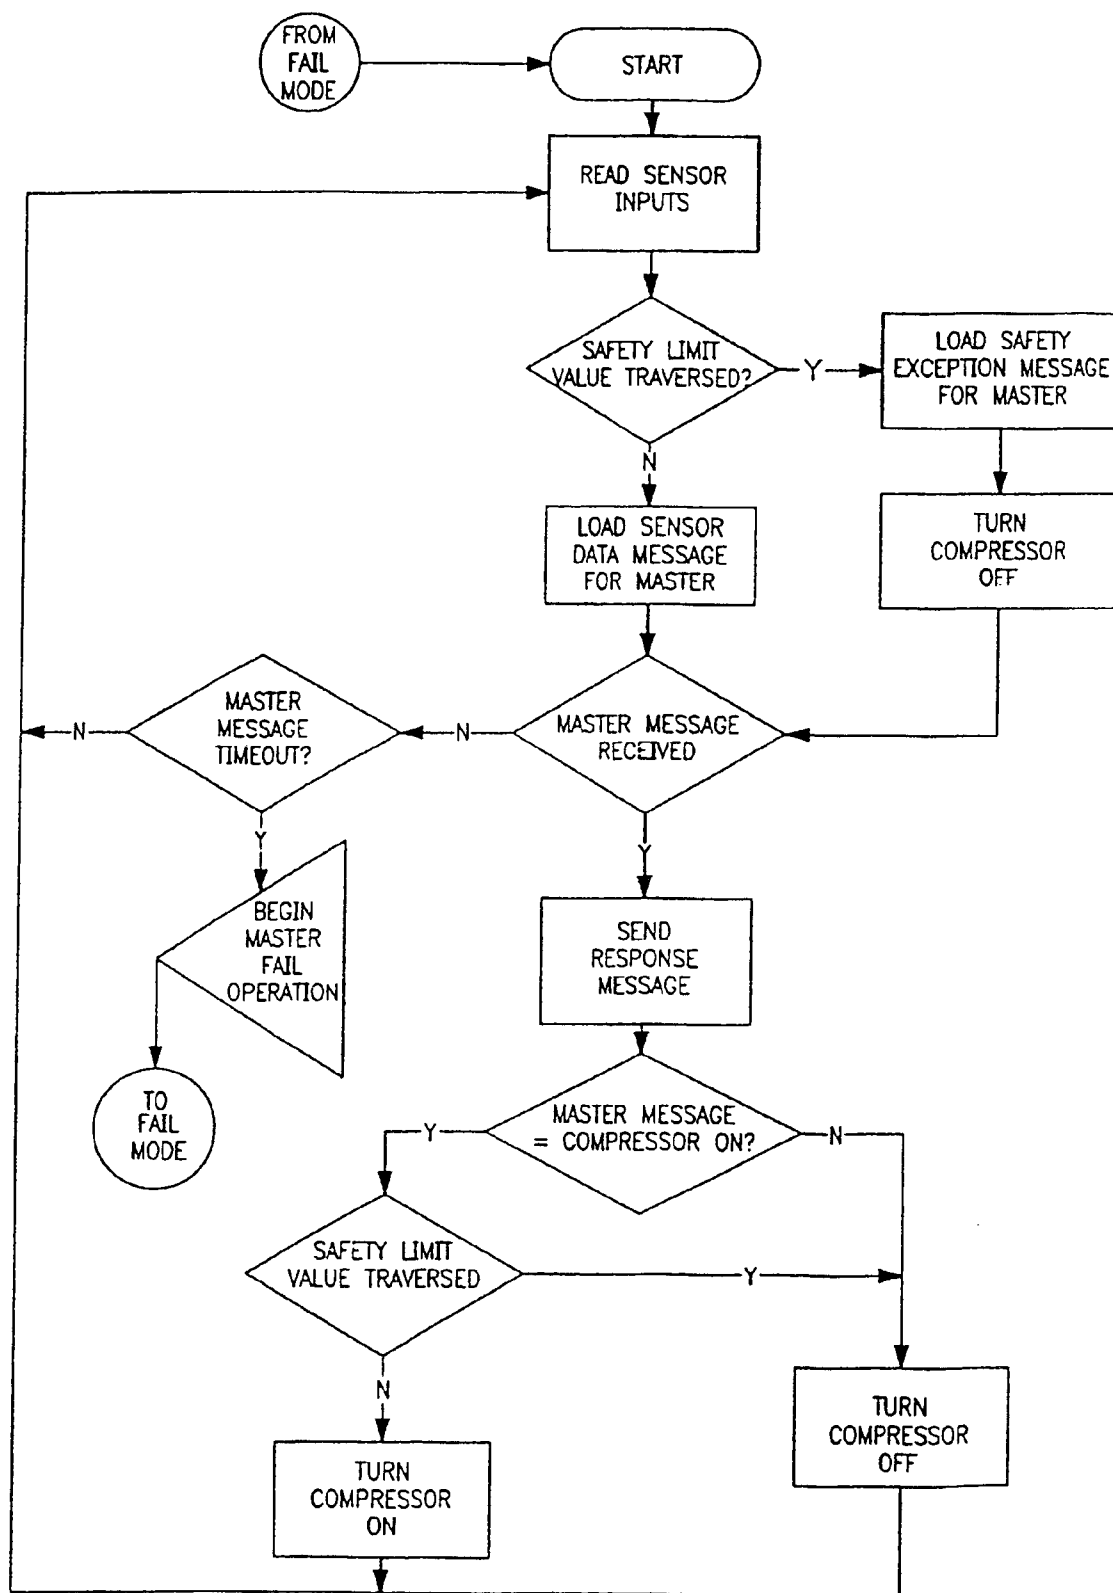 FROM
FAIL
MODE
START
READ SENSOR
INPUTS
SAFETY LIMIT
VALUE TRAVERSED?
Y
LOAD SAFETY
EXCEPTION MESSAGE
FOR MASTER
N
TURN
COMPRESSOR
OFF
LOAD SENSOR
DATA MESSAGE
FOR MASTER
MASTER MESSAGE
RECEIVED
N
MASTER
MESSAGE
TIMEOUT?
N
Y
BEGIN
MASTER
FAIL
OPERATION
TO
FAIL
MODE
Y
SEND
RESPONSE
MESSAGE
MASTER MESSAGE
= COMPRESSOR ON?
Y
N
SAFETY LIMIT
VALUE TRAVERSED
Y
N
TURN
COMPRESSOR
ON
TURN
COMPRESSOR
OFF